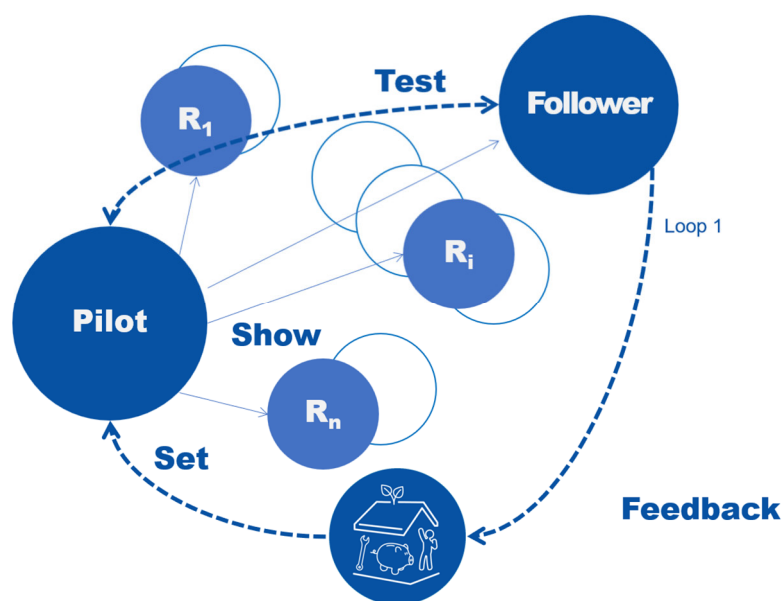 Test
Follower
R₁
Loop 1
Rᵢ
Pilot
Show
Rₙ
Set
Feedback